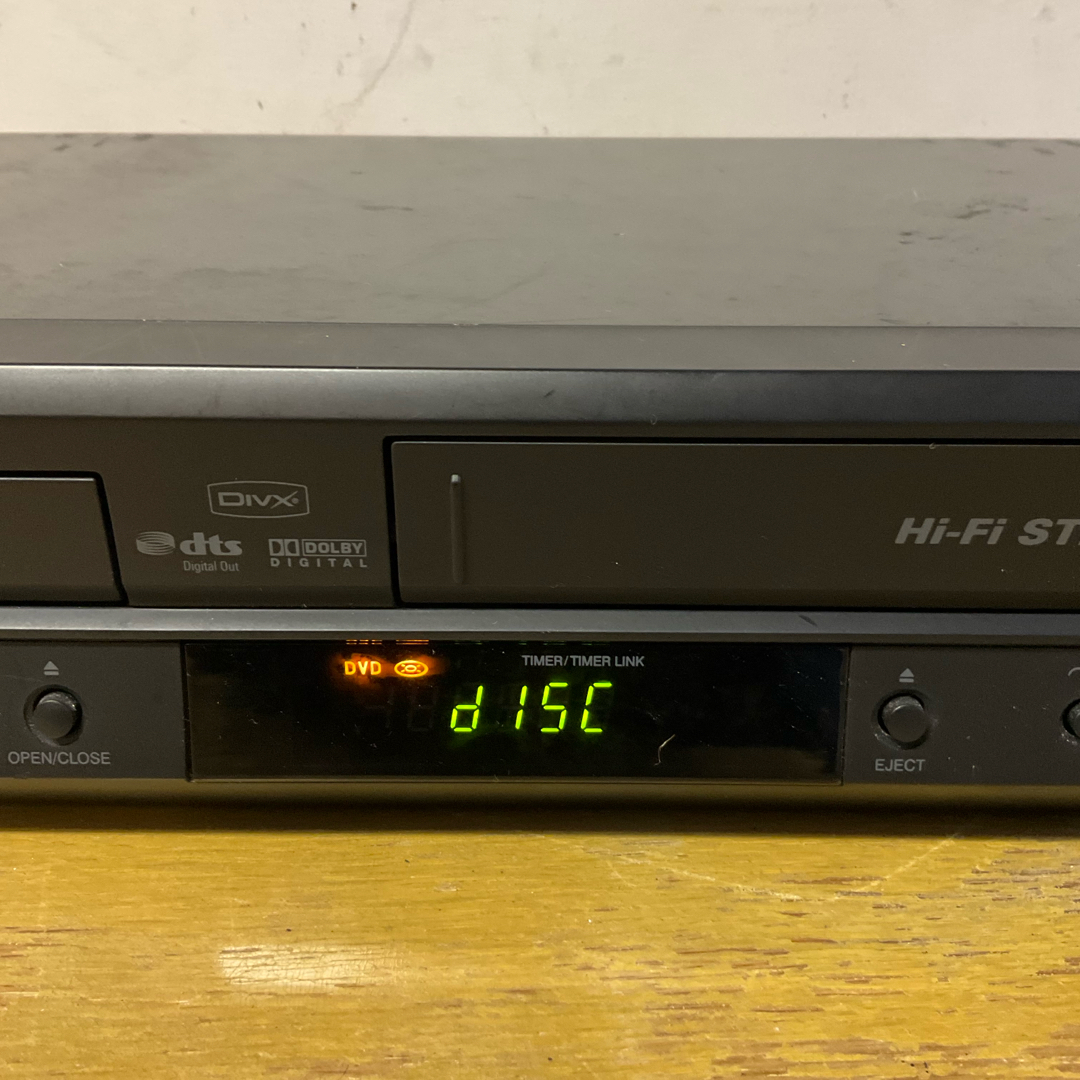 DIVX
dts
Digital Out
DOLBY
DIGITAL
Hi-Fi ST
DVD
TIMER/TIMER LINK
dISC
OPEN/CLOSE
EJECT